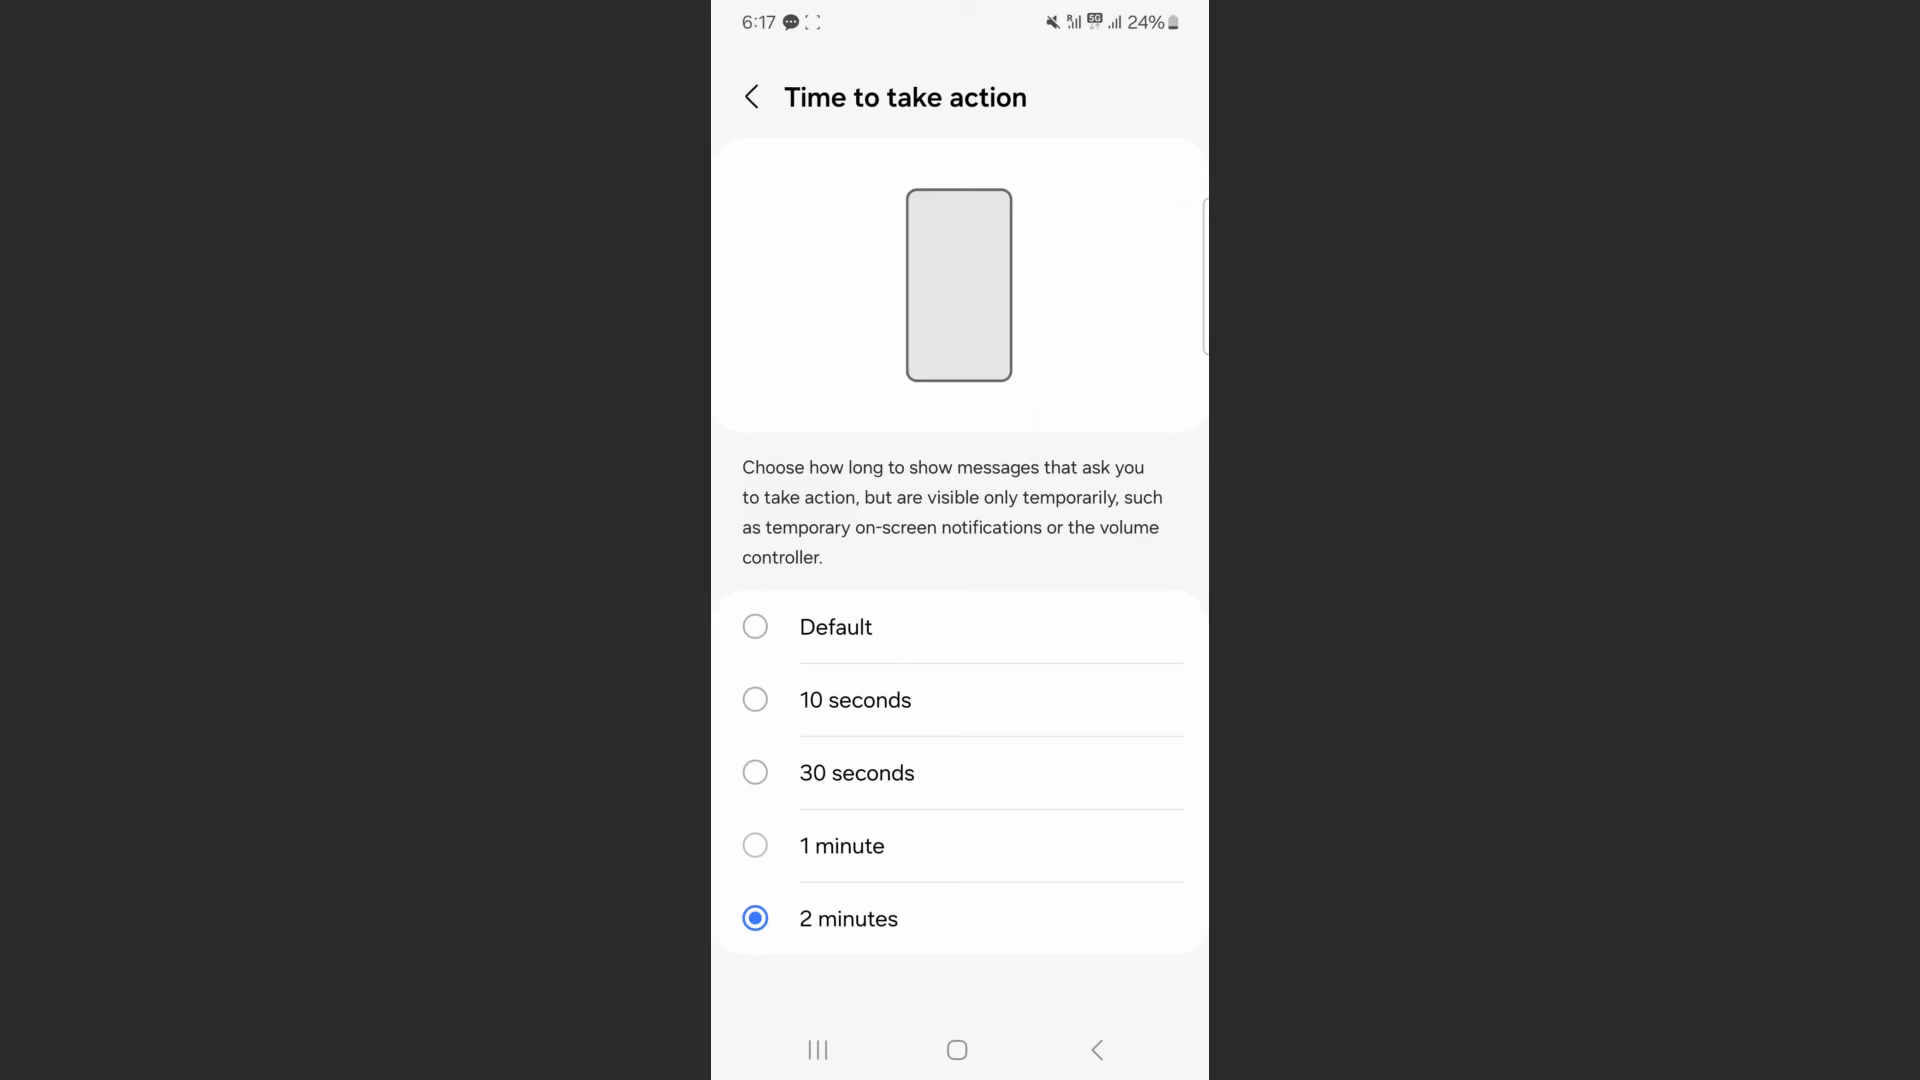 6:17 24%
Time to take action
Choose how long to show messages that ask you
to take action, but are visible only temporarily, such
as temporary on-screen notifications or the volume
controller.
Default
10 seconds
30 seconds
1 minute
2 minutes